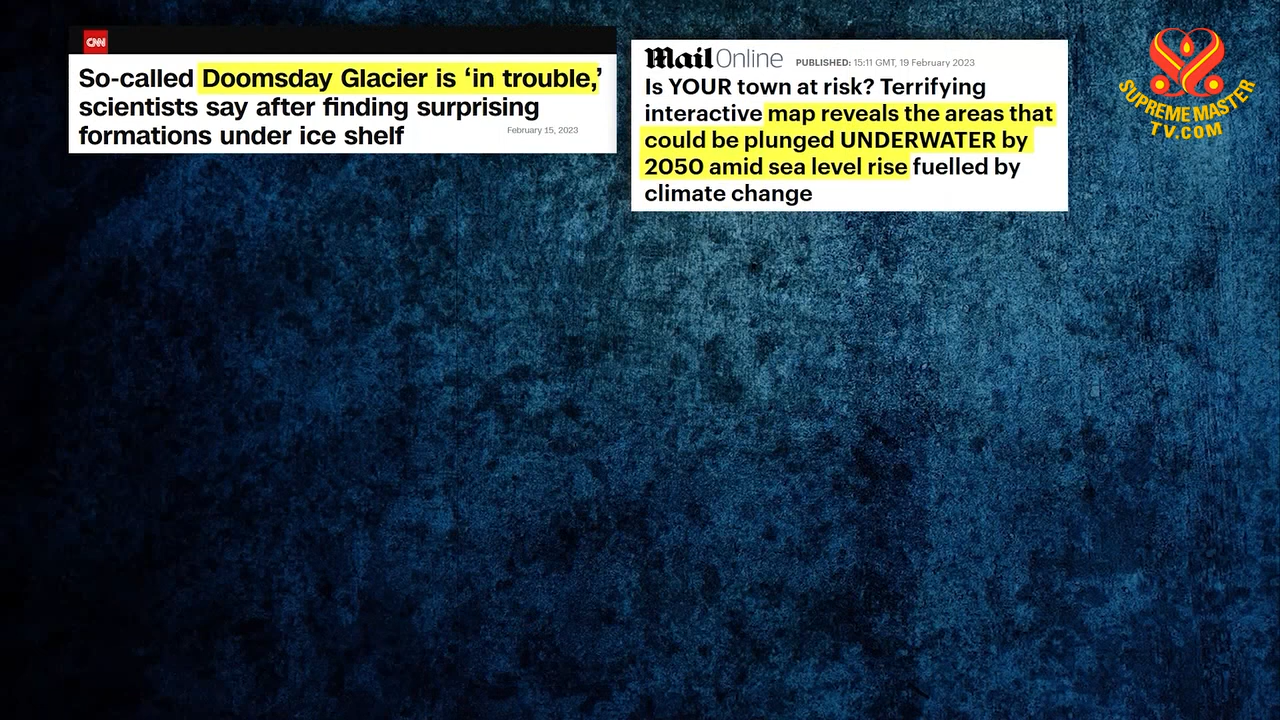 CNN
So-called Doomsday Glacier is ‘in trouble,’
scientists say after finding surprising
formations under ice shelf
February 15, 2023
Mail Online
PUBLISHED: 15:11 GMT, 19 February 2023
Is YOUR town at risk? Terrifying
interactive map reveals the areas that
could be plunged UNDERWATER by
2050 amid sea level rise fuelled by
climate change
SUPREME MASTER
TV.COM